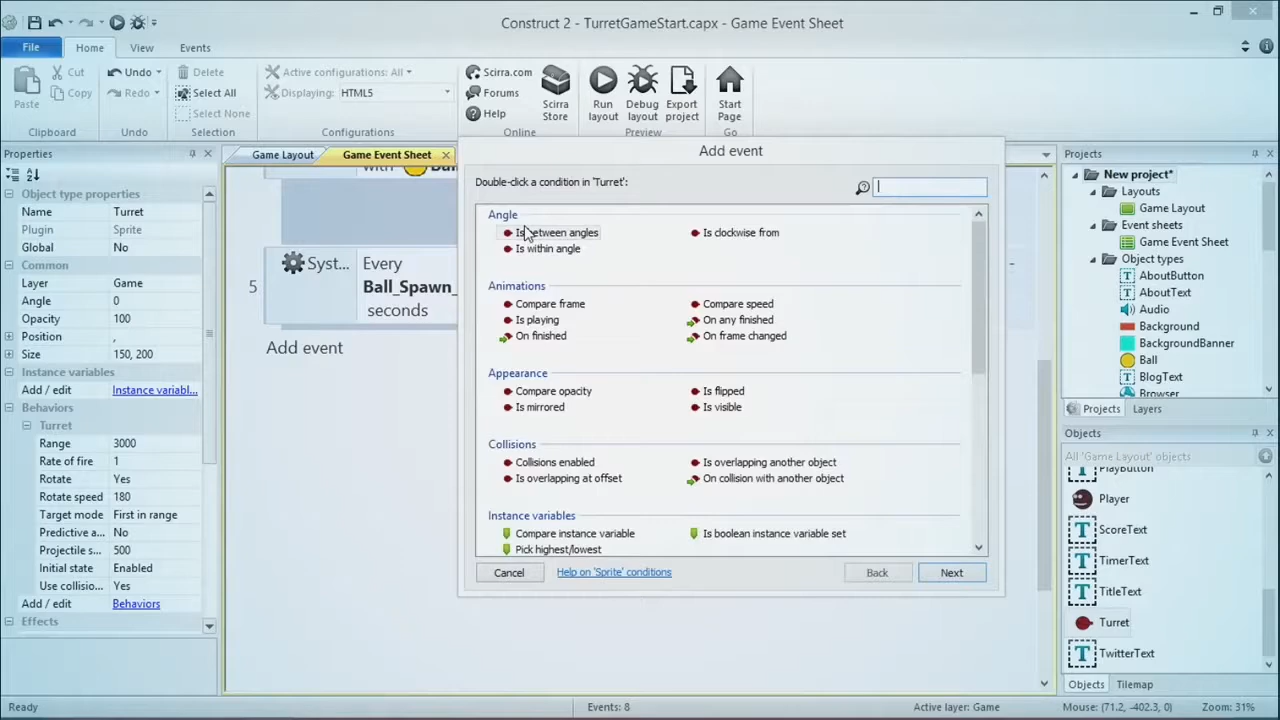 Construct 2 - TurretGameStart.capx - Game Event Sheet
File Home View Events
Paste Cut Copy
Undo Redo
Delete Select All Select None
Active configurations: All
Displaying: HTML5
Scirra.com Forums Help
Scirra Store
Run layout Debug layout Export project
Start Page
Clipboard Undo Selection Configurations Online Preview Go
Properties
Object type properties
Name Turret
Plugin Sprite
Global No
Common
Layer Game
Angle 0
Opacity 100
Position ,
Size 150, 200
Instance variables
Add / edit Instance variabl...
Behaviors
Turret
Range 3000
Rate of fire 1
Rotate Yes
Rotate speed 180
Target mode First in range
Predictive a... No
Projectile s... 500
Initial state Enabled
Use collisio... Yes
Add / edit Behaviors
Effects
Game Layout Game Event Sheet
with
5 Syst... Every
Ball_Spawn_
seconds
Add event
Add event
Double-click a condition in 'Turret':
Angle
Is between angles Is clockwise from
Is within angle
Animations
Compare frame Compare speed
Is playing On any finished
On finished On frame changed
Appearance
Compare opacity Is flipped
Is mirrored Is visible
Collisions
Collisions enabled Is overlapping another object
Is overlapping at offset On collision with another object
Instance variables
Compare instance variable Is boolean instance variable set
Pick highest/lowest
Cancel Help on 'Sprite' conditions Back Next
Projects
New project*
Layouts
Game Layout
Event sheets
Game Event Sheet
Object types
AboutButton
AboutText
Audio
Background
BackgroundBanner
Ball
BlogText
Browser
Projects Layers
Objects
All 'Game Layout' objects
PlayButton
Player
ScoreText
TimerText
TitleText
Turret
TwitterText
Objects Tilemap
Ready Events: 8 Active layer: Game Mouse: (71.2, -402.3, 0) Zoom: 31%